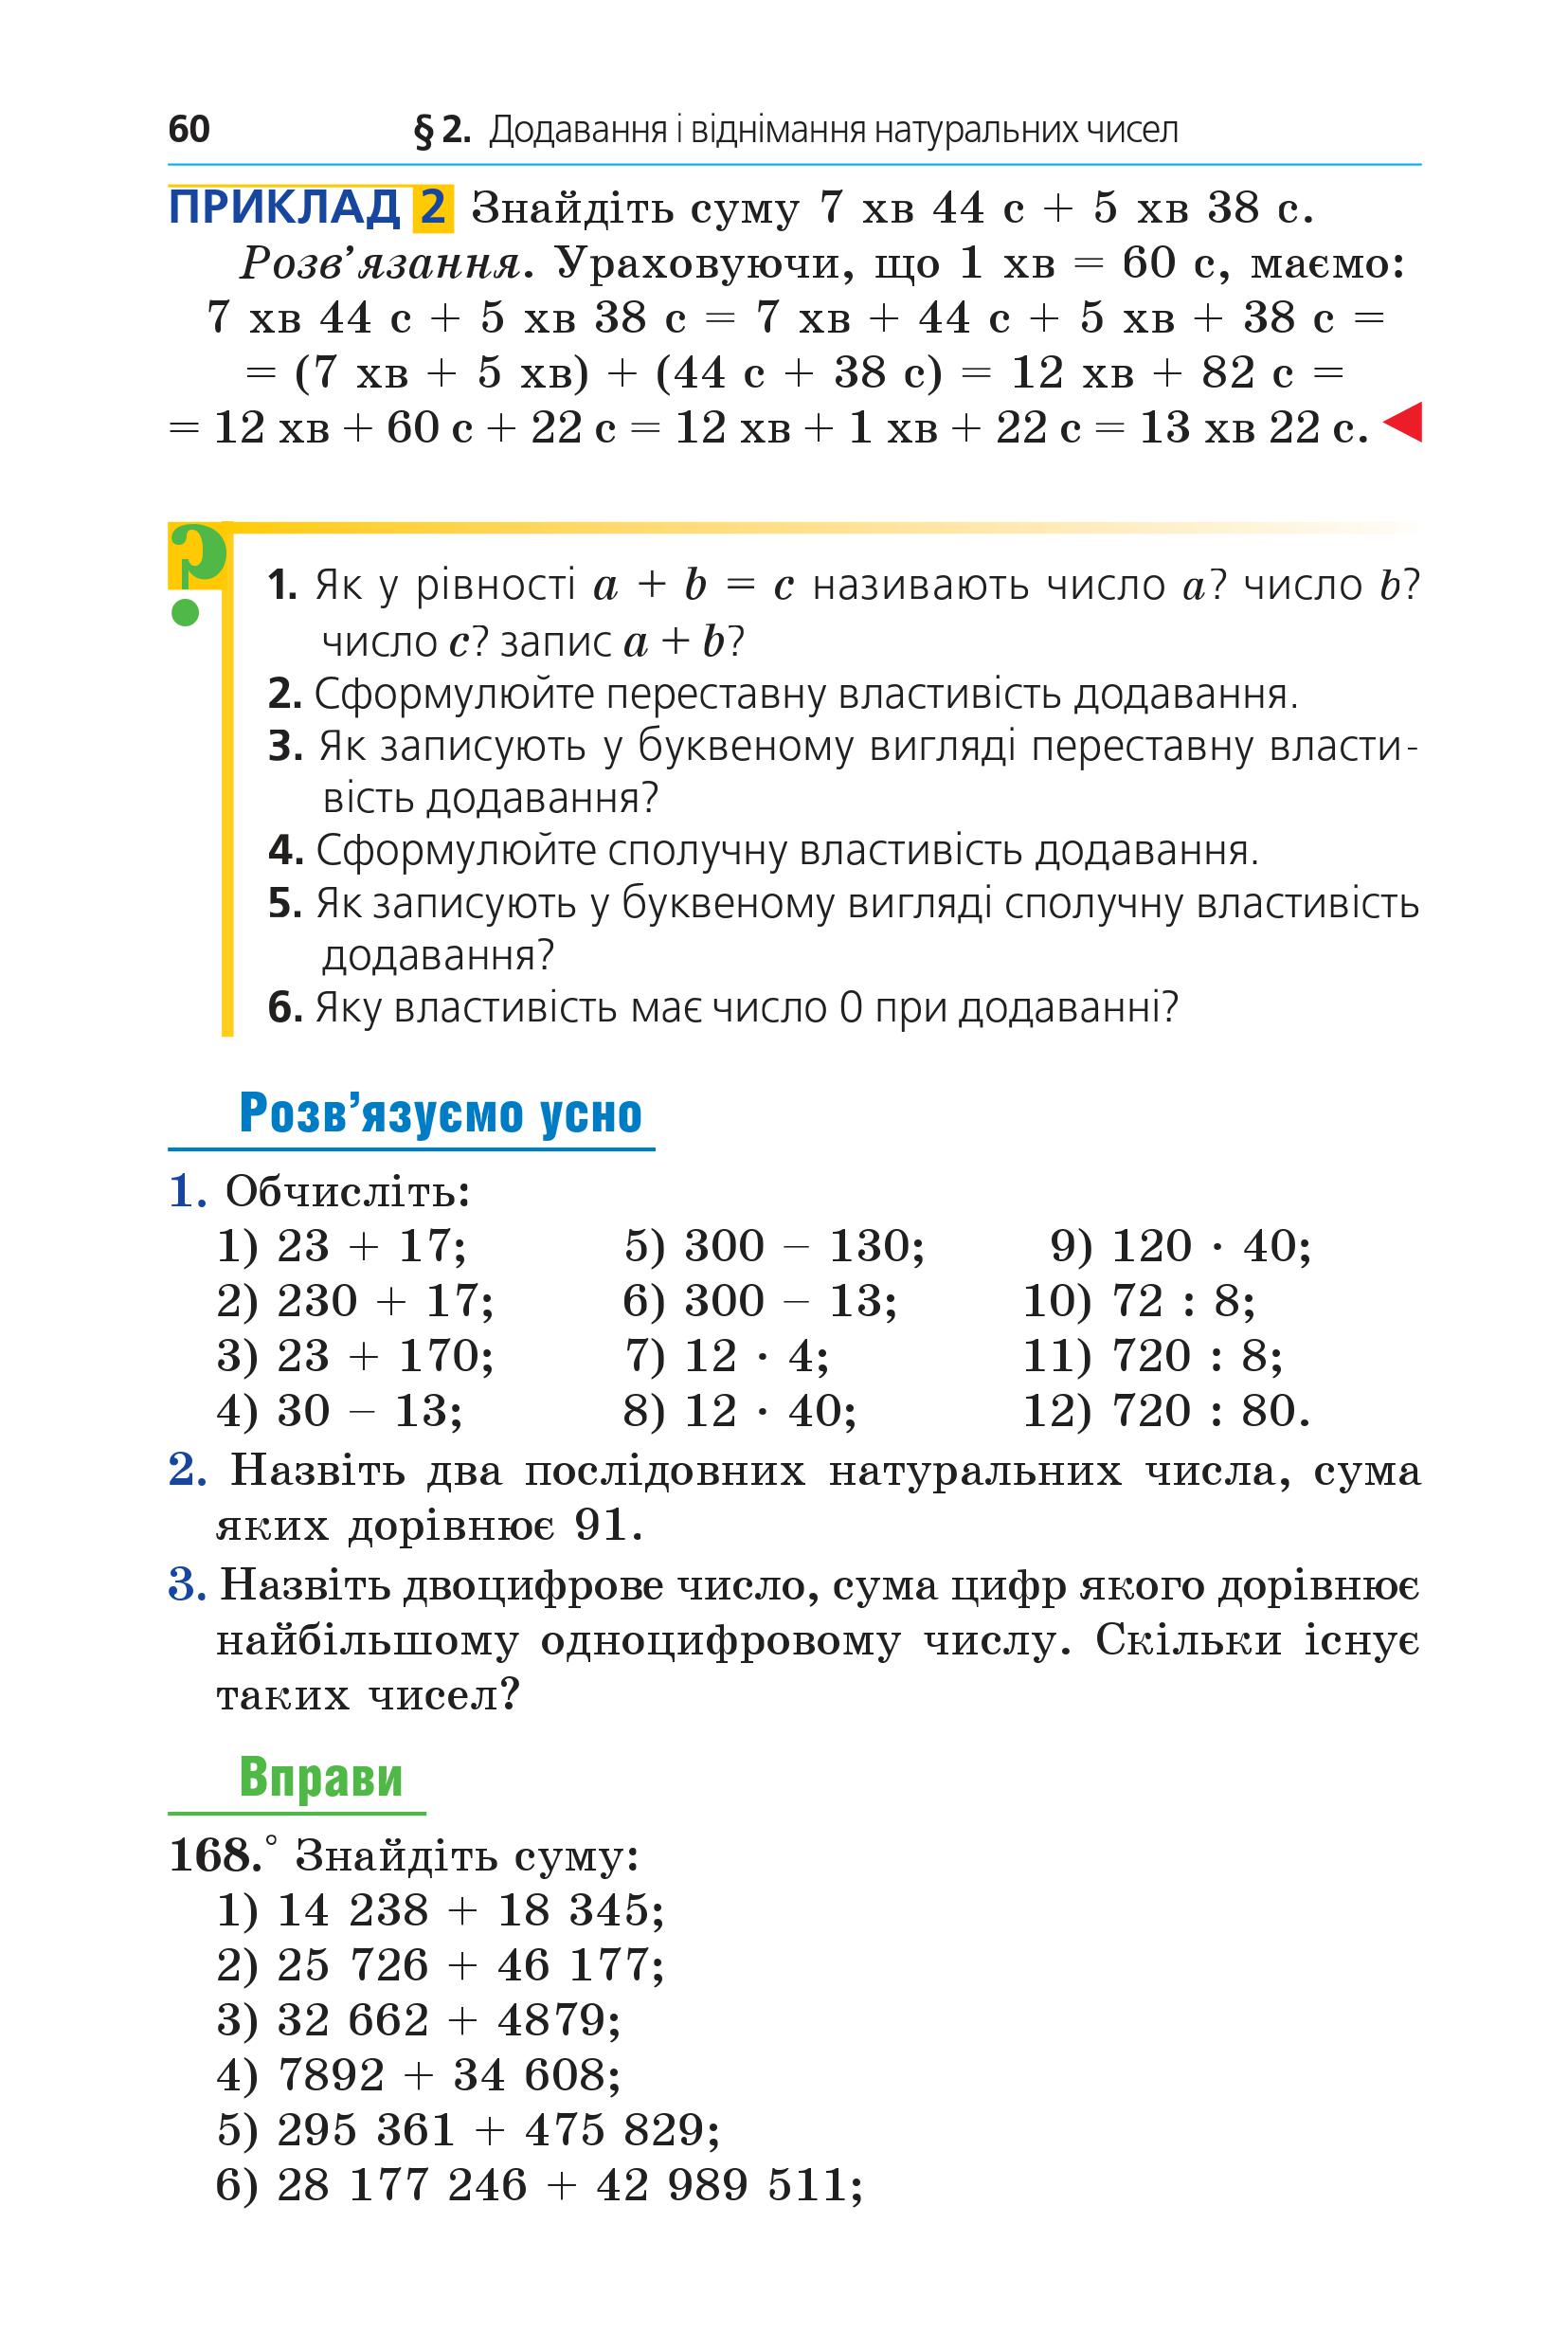 60 § 2. Додавання і віднімання натуральних чисел
ПРИКЛАД 2 Знайдіть суму 7 хв 44 с + 5 хв 38 с.
Розв’язання. Ураховуючи, що 1 хв = 60 с, маємо:
7 хв 44 с + 5 хв 38 с = 7 хв + 44 с + 5 хв + 38 с =
= (7 хв + 5 хв) + (44 с + 38 с) = 12 хв + 82 с =
= 12 хв + 60 с + 22 с = 12 хв + 1 хв + 22 с = 13 хв 22 с.
?
1. Як у рівності a + b = c називають число a? число b?
число c? запис a + b?
2. Сформулюйте переставну властивість додавання.
3. Як записують у буквеному вигляді переставну власти-
вість додавання?
4. Сформулюйте сполучну властивість додавання.
5. Як записують у буквеному вигляді сполучну властивість
додавання?
6. Яку властивість має число 0 при додаванні?
Розв’язуємо усно
1. Обчисліть:
1) 23 + 17; 5) 300 – 130; 9) 120 · 40;
2) 230 + 17; 6) 300 – 13; 10) 72 : 8;
3) 23 + 170; 7) 12 · 4; 11) 720 : 8;
4) 30 – 13; 8) 12 · 40; 12) 720 : 80.
2. Назвіть два послідовних натуральних числа, сума
яких дорівнює 91.
3. Назвіть двоцифрове число, сума цифр якого дорівнює
найбільшому одноцифровому числу. Скільки існує
таких чисел?
Вправи
168.° Знайдіть суму:
1) 14 238 + 18 345;
2) 25 726 + 46 177;
3) 32 662 + 4879;
4) 7892 + 34 608;
5) 295 361 + 475 829;
6) 28 177 246 + 42 989 511;